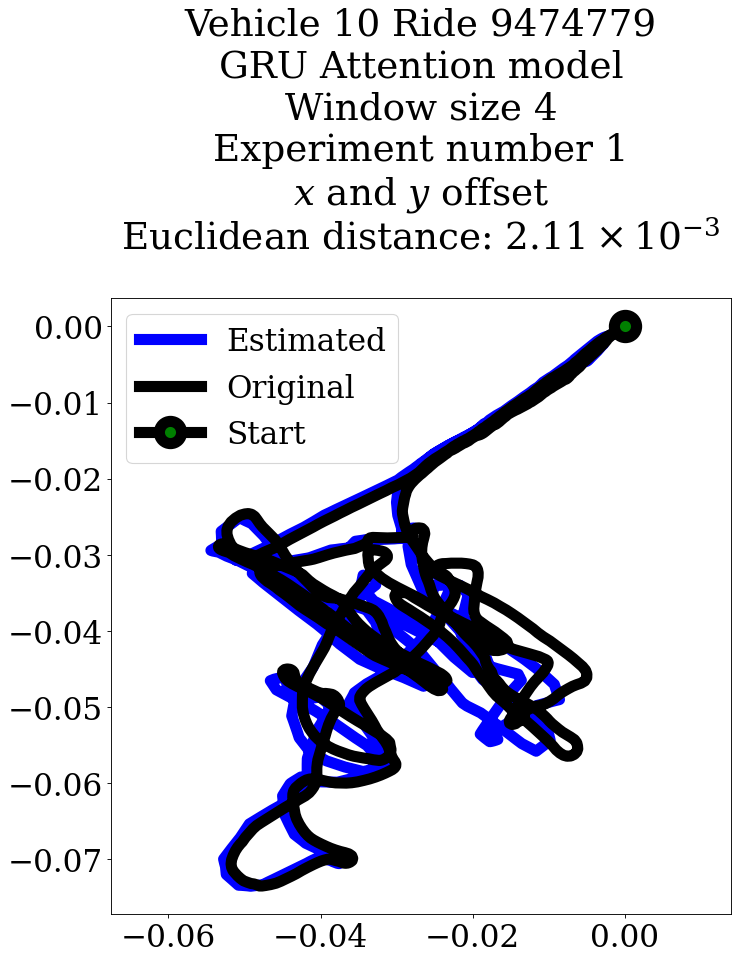 Vehicle 10 Ride 9474779
GRU Attention model
Window size 4
Experiment number 1
x and y offset
Euclidean distance: 2.11 × 10⁻³
Estimated
Original
Start
0.00
−0.01
−0.02
−0.03
−0.04
−0.05
−0.06
−0.07
−0.06 −0.04 −0.02 0.00